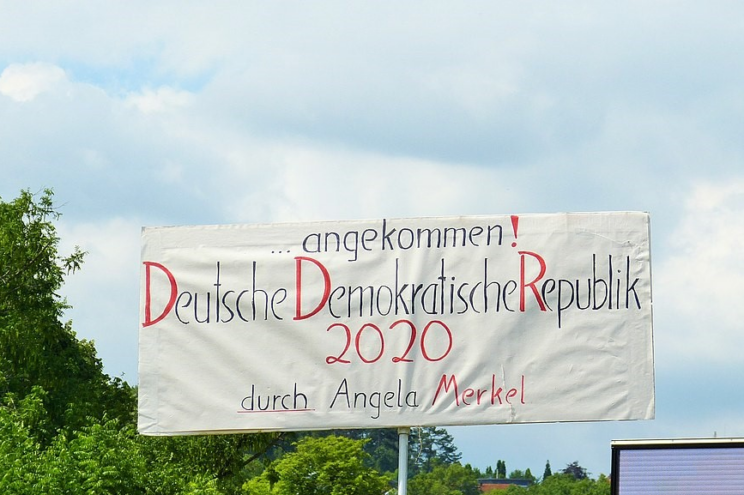 ... angekommen!
Deutsche Demokratische Republik
2020
durch Angela Merkel